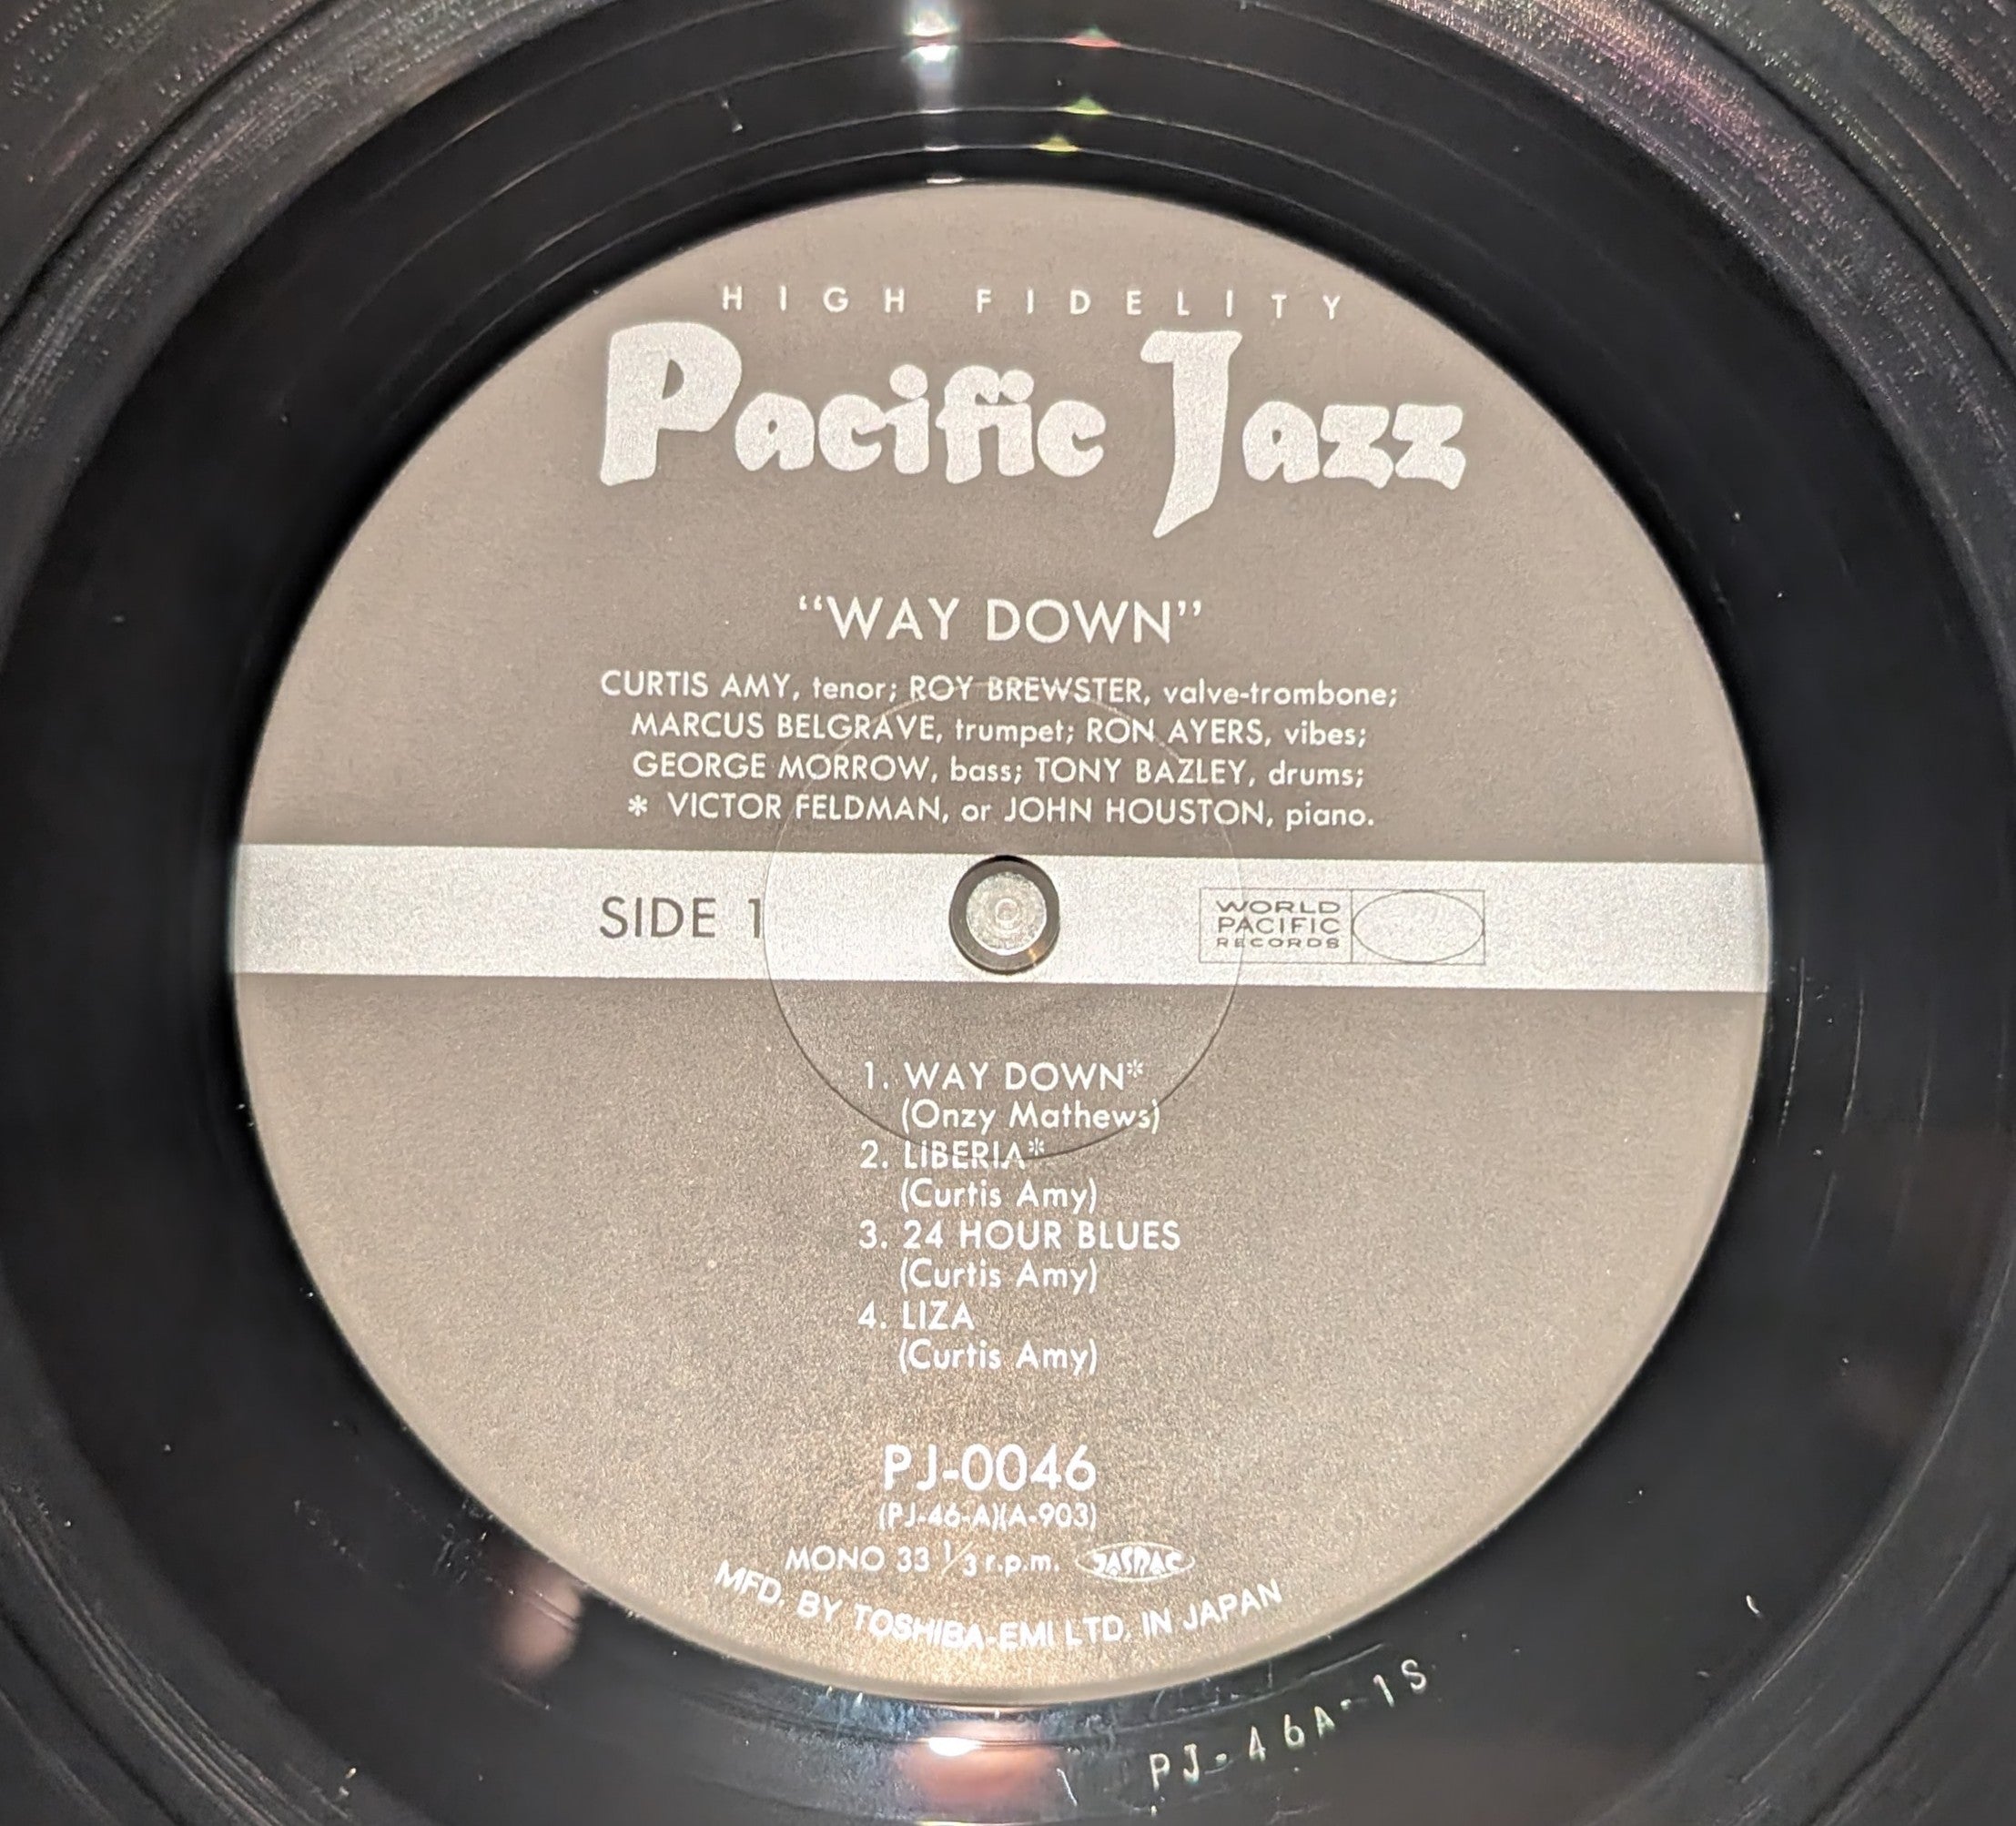 HIGH FIDELITY
Pacific Jazz
“WAY DOWN”
CURTIS AMY, tenor; ROY BREWSTER, valve-trombone;
MARCUS BELGRAVE, trumpet; RON AYERS, vibes;
GEORGE MORROW, bass; TONY BAZLEY, drums;
* VICTOR FELDMAN, or JOHN HOUSTON, piano.
SIDE 1
WORLD
PACIFIC
RECORDS
1. WAY DOWN*
(Onzy Mathews)
2. LIBERIA*
(Curtis Amy)
3. 24 HOUR BLUES
(Curtis Amy)
4. LIZA
(Curtis Amy)
PJ-0046
(PJ-46-A)(A-903)
MONO 33 1/3 r.p.m. JASRAC
MFD. BY TOSHIBA-EMI LTD. IN JAPAN
PJ-46A-1S